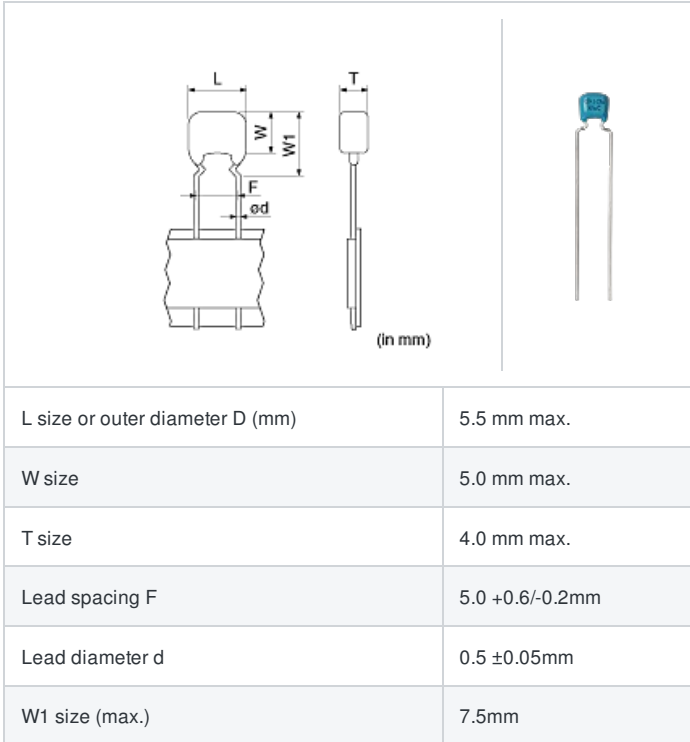 L
T
W
W1
F
ød
(in mm)
L size or outer diameter D (mm) 5.5 mm max.
W size 5.0 mm max.
T size 4.0 mm max.
Lead spacing F 5.0 +0.6/-0.2mm
Lead diameter d 0.5 ±0.05mm
W1 size (max.) 7.5mm